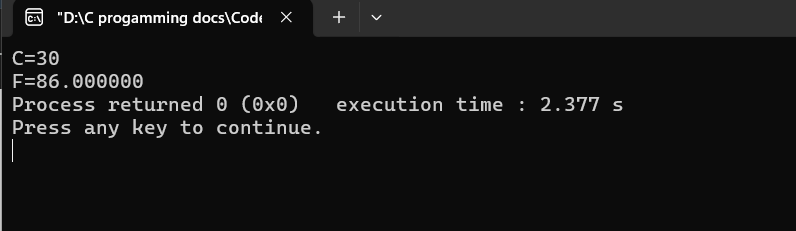 "D:\C progamming docs\Code
C=30
F=86.000000
Process returned 0 (0x0)   execution time : 2.377 s
Press any key to continue.